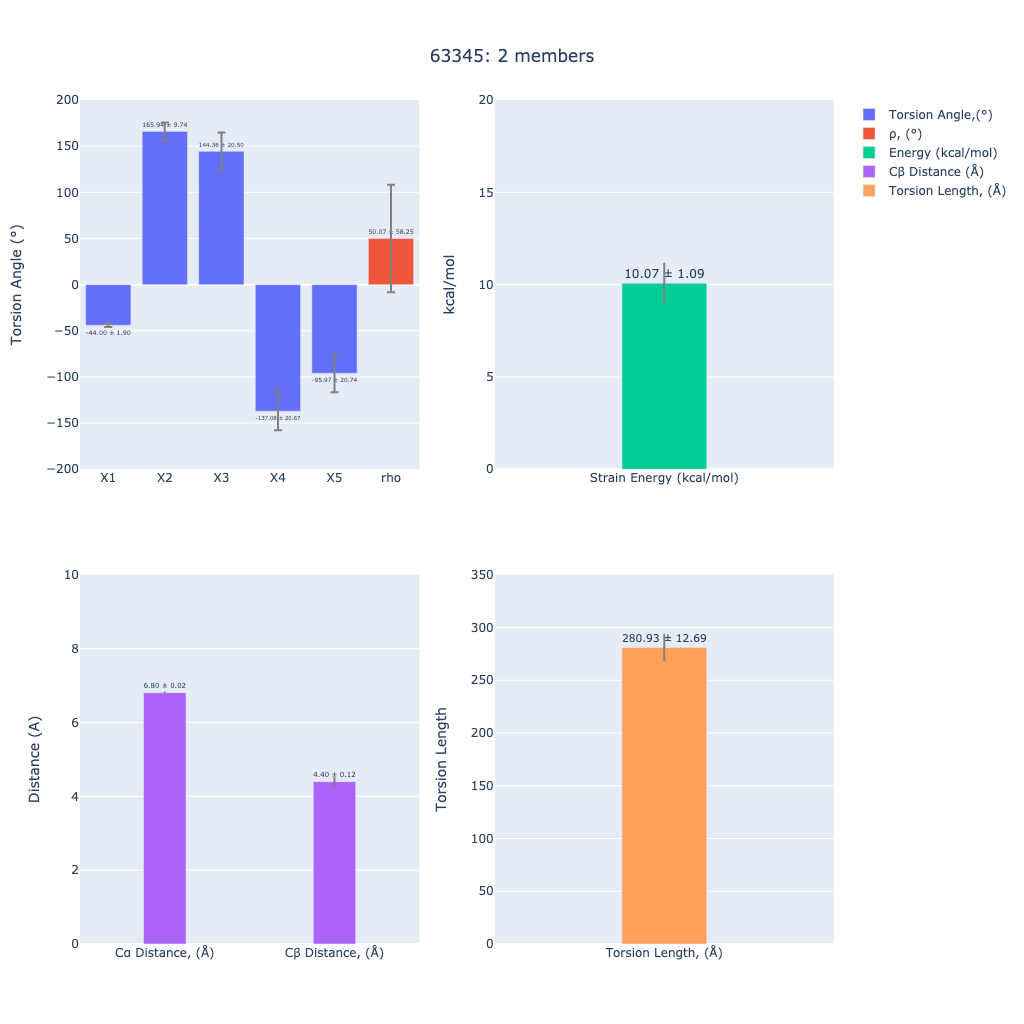 63345: 2 members
Torsion Angle (°)
200
150
100
50
0
−50
−100
−150
−200
165.94 ± 9.74
144.36 ± 20.50
50.07 ± 58.25
-44.00 ± 1.90
-95.97 ± 20.74
-137.08 ± 20.67
X1 X2 X3 X4 X5 rho
kcal/mol
20
15
10
5
0
10.07 ± 1.09
Strain Energy (kcal/mol)
Torsion Angle,(°)
ρ, (°)
Energy (kcal/mol)
Cβ Distance (Å)
Torsion Length, (Å)
Distance (A)
10
8
6
4
2
0
6.80 ± 0.02
4.40 ± 0.12
Cα Distance, (Å) Cβ Distance, (Å)
Torsion Length
350
300
250
200
150
100
50
0
280.93 ± 12.69
Torsion Length, (Å)